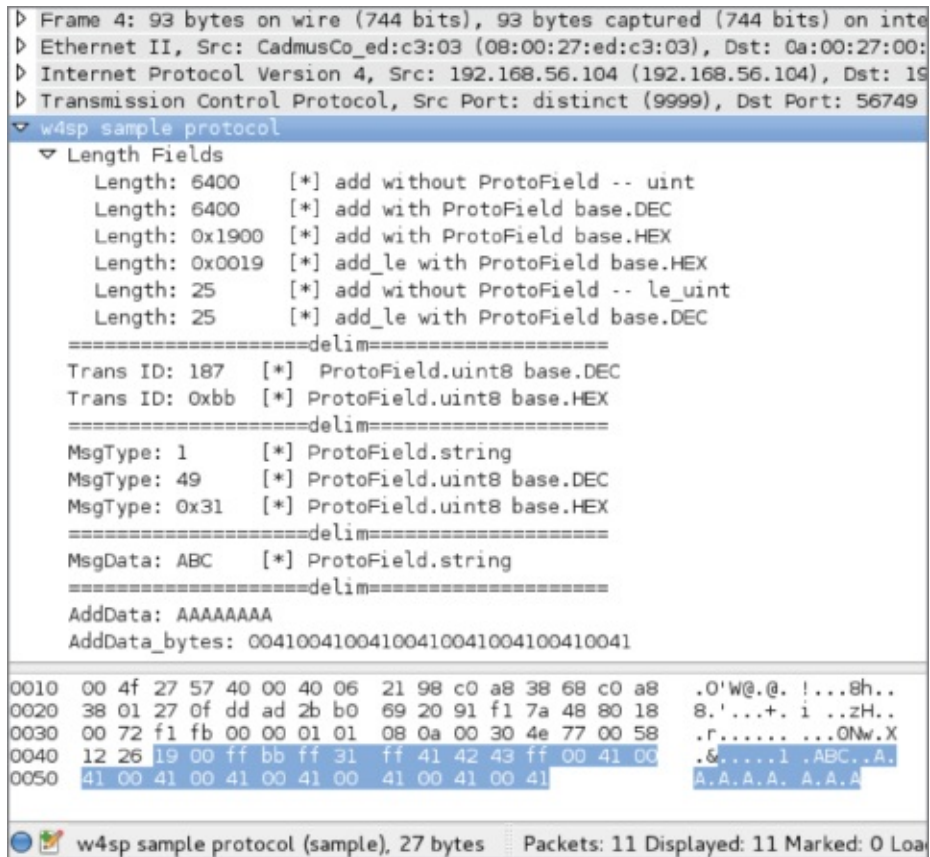 Frame 4: 93 bytes on wire (744 bits), 93 bytes captured (744 bits) on inte
Ethernet II, Src: CadmusCo_ed:c3:03 (08:00:27:ed:c3:03), Dst: 0a:00:27:00:
Internet Protocol Version 4, Src: 192.168.56.104 (192.168.56.104), Dst: 19
Transmission Control Protocol, Src Port: distinct (9999), Dst Port: 56749
w4sp sample protocol
Length Fields
Length: 6400 [*] add without ProtoField -- uint
Length: 6400 [*] add with ProtoField base.DEC
Length: 0x1900 [*] add with ProtoField base.HEX
Length: 0x0019 [*] add_le with ProtoField base.HEX
Length: 25 [*] add without ProtoField -- le_uint
Length: 25 [*] add_le with ProtoField base.DEC
====================delim====================
Trans ID: 187 [*] ProtoField.uint8 base.DEC
Trans ID: 0xbb [*] ProtoField.uint8 base.HEX
====================delim====================
MsgType: 1 [*] ProtoField.string
MsgType: 49 [*] ProtoField.uint8 base.DEC
MsgType: 0x31 [*] ProtoField.uint8 base.HEX
====================delim====================
MsgData: ABC [*] ProtoField.string
====================delim====================
AddData: AAAAAAAA
AddData_bytes: 00410041004100410041004100410041
0010 00 4f 27 57 40 00 40 06 21 98 c0 a8 38 68 c0 a8 .O'W@.@. !...8h..
0020 38 01 27 0f dd ad 2b b0 69 20 91 f1 7a 48 80 18 8.'...+. i ..zH..
0030 00 72 f1 fb 00 00 01 01 08 0a 00 30 4e 77 00 58 .r...... ...0Nw.X
0040 12 26 19 00 ff bb ff 31 ff 41 42 43 ff 00 41 00 .&.....1 .ABC..A.
0050 41 00 41 00 41 00 41 00 41 00 41 00 41 A.A.A.A. A.A.A
w4sp sample protocol (sample), 27 bytes Packets: 11 Displayed: 11 Marked: 0 Loa